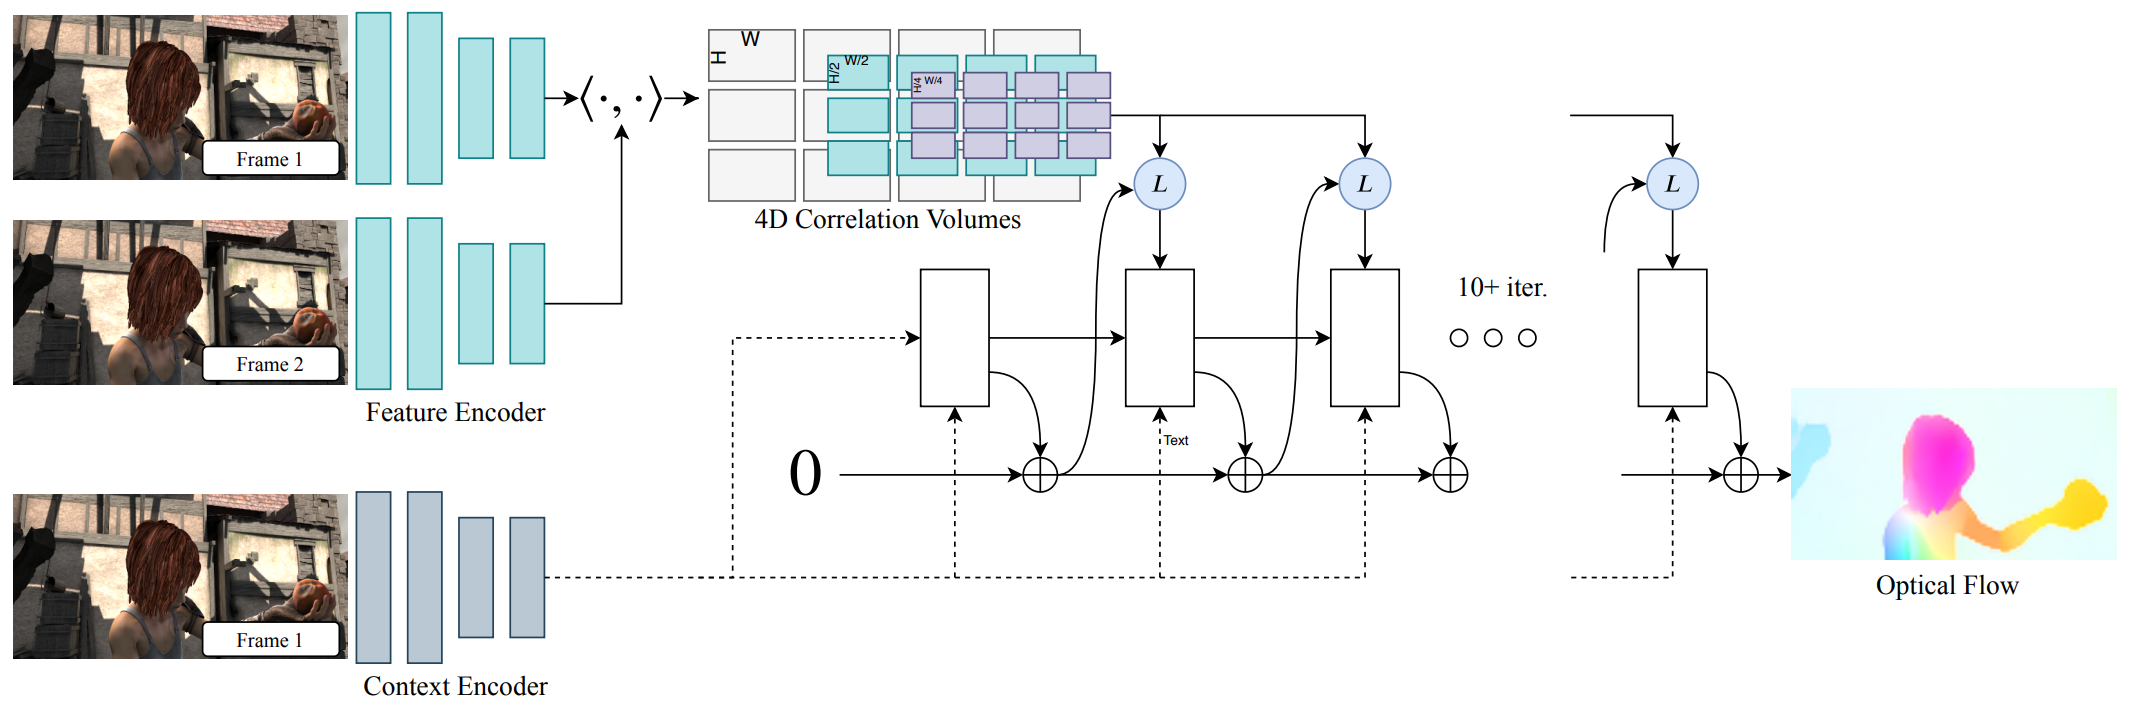 Frame 1
Frame 2
Feature Encoder
Frame 1
Context Encoder
⟨·,·⟩
W
H
W/2
H/2
W/4
H/4
4D Correlation Volumes
L
L
L
10+ iter.
Text
0
Optical Flow